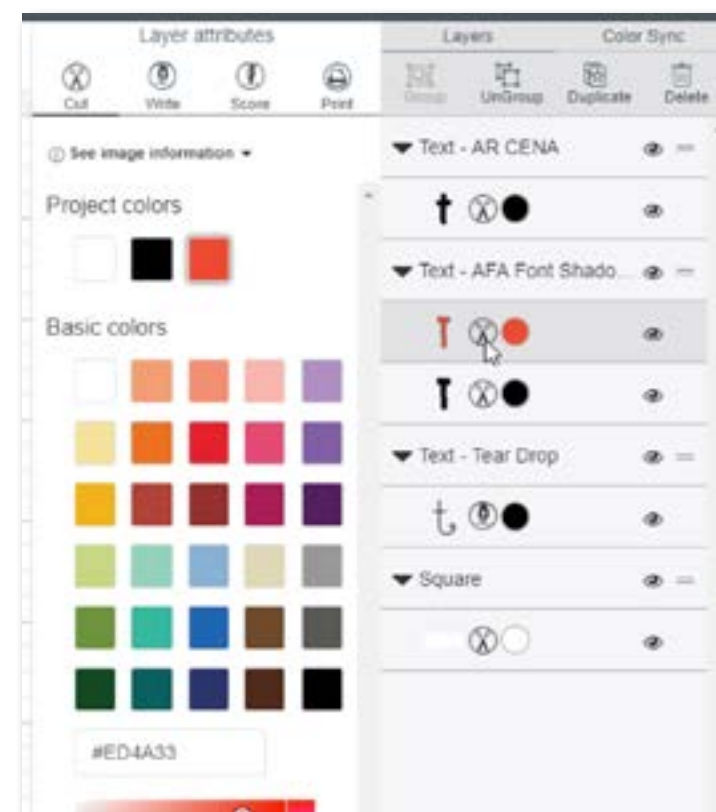 Layer attributes
Layers
Color Sync
Cut
Write
Score
Print
Group
UnGroup
Duplicate
Delete
See image information
Text - AR CENA
Project colors
Text - AFA Font Shado...
Basic colors
Text - Tear Drop
Square
#ED4A33